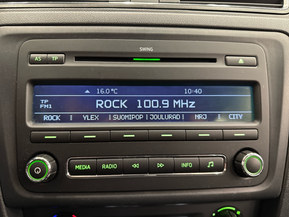 SWING
AS TP
16.0°C 10:40
TP
FM1
ROCK 100.9 MHz
ROCK YLEX SUOMIPOP JOULURAD MRJ CITY
MEDIA RADIO INFO